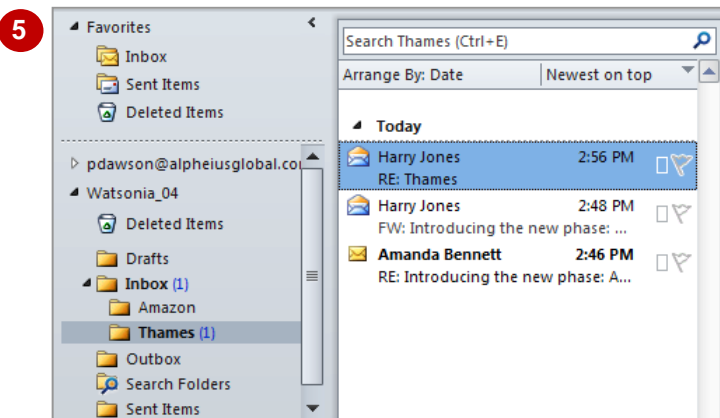 5
Favorites
Inbox
Sent Items
Deleted Items
pdawson@alpheiusglobal.co
Watsonia_04
Deleted Items
Drafts
Inbox (1)
Amazon
Thames (1)
Outbox
Search Folders
Sent Items
Search Thames (Ctrl+E)
Arrange By: Date Newest on top
Today
Harry Jones 2:56 PM
RE: Thames
Harry Jones 2:48 PM
FW: Introducing the new phase: ...
Amanda Bennett 2:46 PM
RE: Introducing the new phase: A...